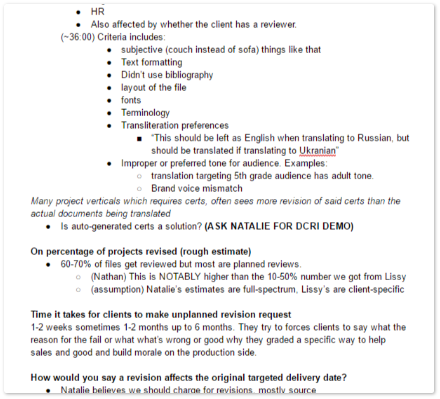 • HR
• Also affected by whether the client has a reviewer.
(~36:00) Criteria includes:
• subjective (couch instead of sofa) things like that
• Text formatting
• Didn't use bibliography
• layout of the file
• fonts
• Terminology
• Transliteration preferences
■ "This should be left as English when translating to Russian, but
should be translated if translating to Ukranian"
• Improper or preferred tone for audience. Examples:
○ translation targeting 5th grade audience has adult tone.
○ Brand voice mismatch
Many project verticals which requires certs, often sees more revision of said certs than the
actual documents being translated
• Is auto-generated certs a solution? (ASK NATALIE FOR DCRI DEMO)
On percentage of projects revised (rough estimate)
• 60-70% of files get reviewed but most are planned reviews.
○ (Nathan) This is NOTABLY higher than the 10-50% number we got from Lissy
○ (assumption) Natalie's estimates are full-spectrum, Lissy's are client-specific
Time it takes for clients to make unplanned revision request
1-2 weeks sometimes 1-2 months up to 6 months. They try to forces clients to say what the
reason for the fail or what what's wrong or good why they graded a specific way to help
sales and good and build morale on the production side.
How would you say a revision affects the original targeted delivery date?
• Natalie believes we should charge for revisions, mostly source